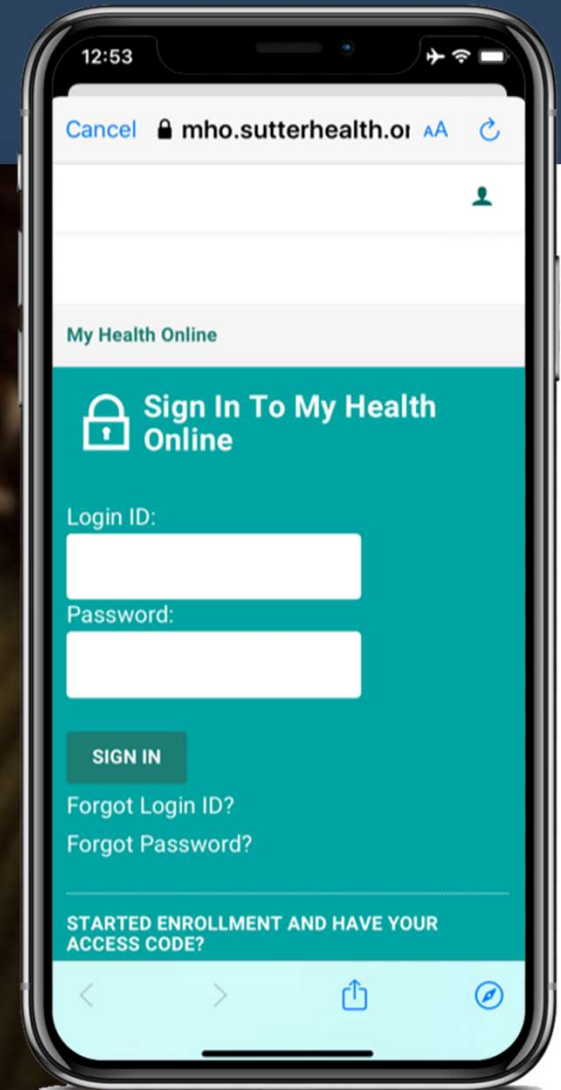 12:53
Cancel mho.sutterhealth.or AA
My Health Online
Sign In To My Health
Online
Login ID:
Password:
SIGN IN
Forgot Login ID?
Forgot Password?
STARTED ENROLLMENT AND HAVE YOUR
ACCESS CODE?